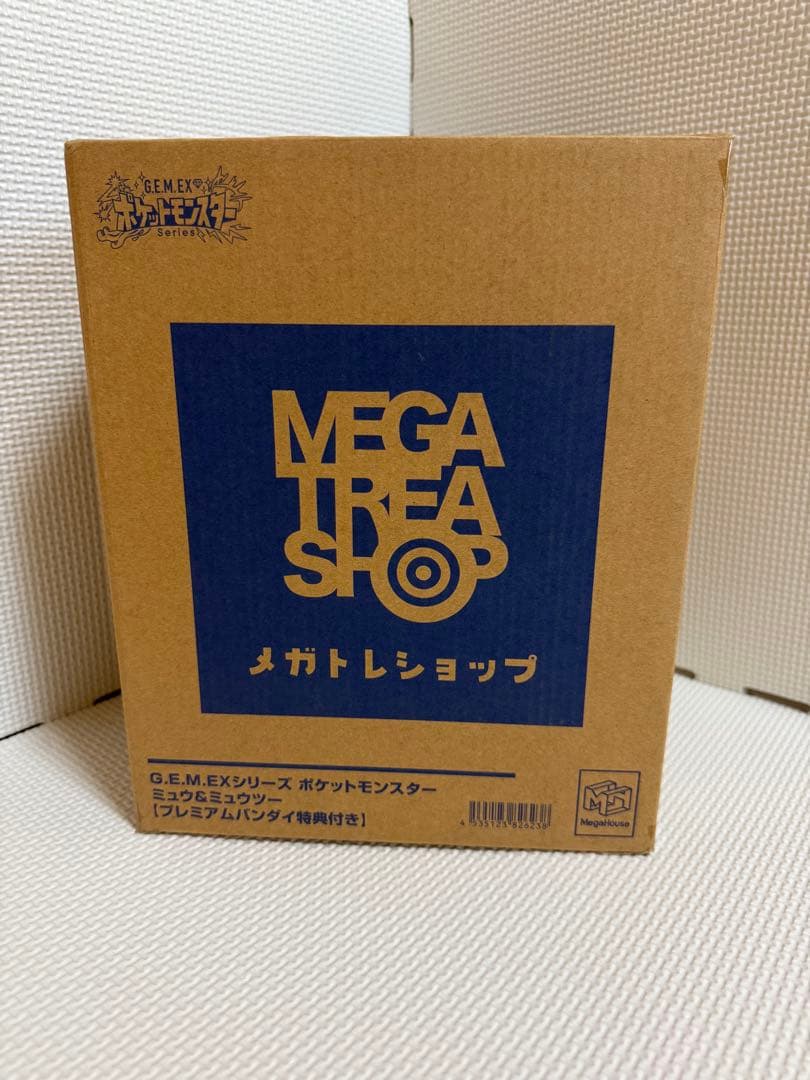 G.E.M.EX
ポケットモンスター
Series
MEGA
TREA
SHOP
メガトレショップ
G.E.M.EXシリーズ ポケットモンスター
ミュウ&ミュウツー
【プレミアムバンダイ特典付き】
4 535123 826238
MegaHouse